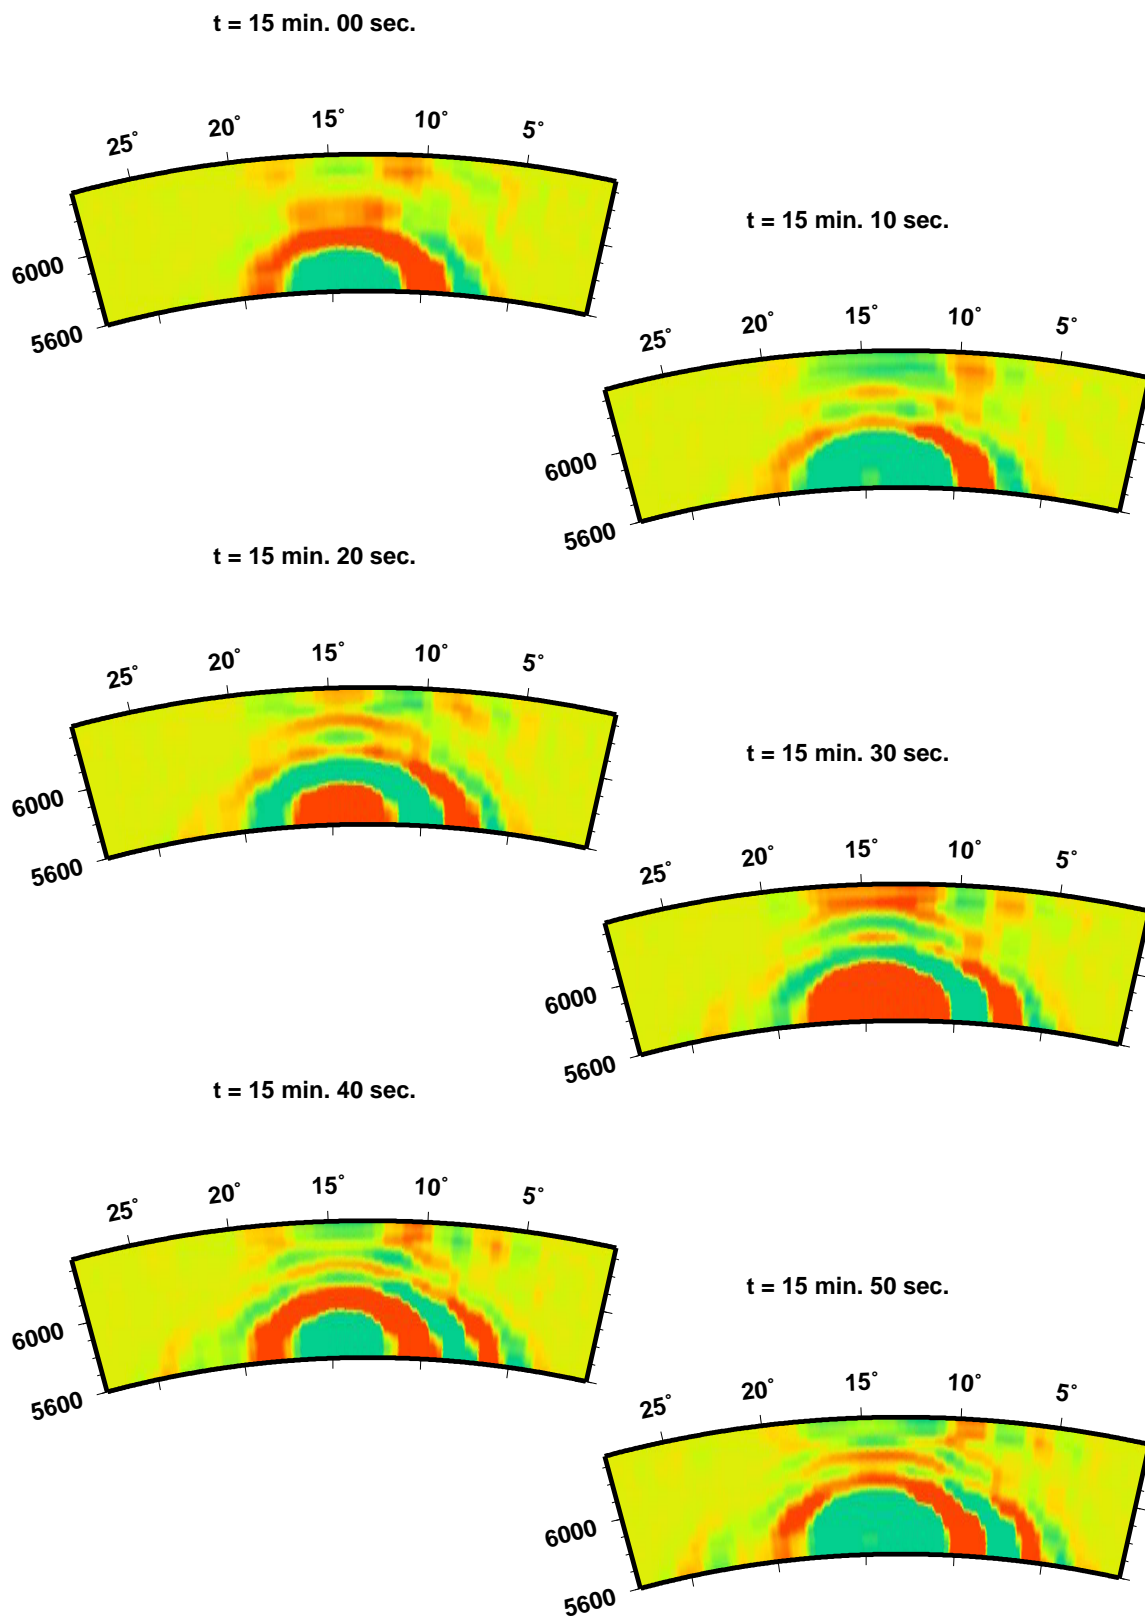 t = 15 min. 00 sec.
25° 20° 15° 10° 5°
6000
5600
t = 15 min. 10 sec.
25° 20° 15° 10° 5°
6000
5600
t = 15 min. 20 sec.
25° 20° 15° 10° 5°
6000
5600
t = 15 min. 30 sec.
25° 20° 15° 10° 5°
6000
5600
t = 15 min. 40 sec.
25° 20° 15° 10° 5°
6000
5600
t = 15 min. 50 sec.
25° 20° 15° 10° 5°
6000
5600